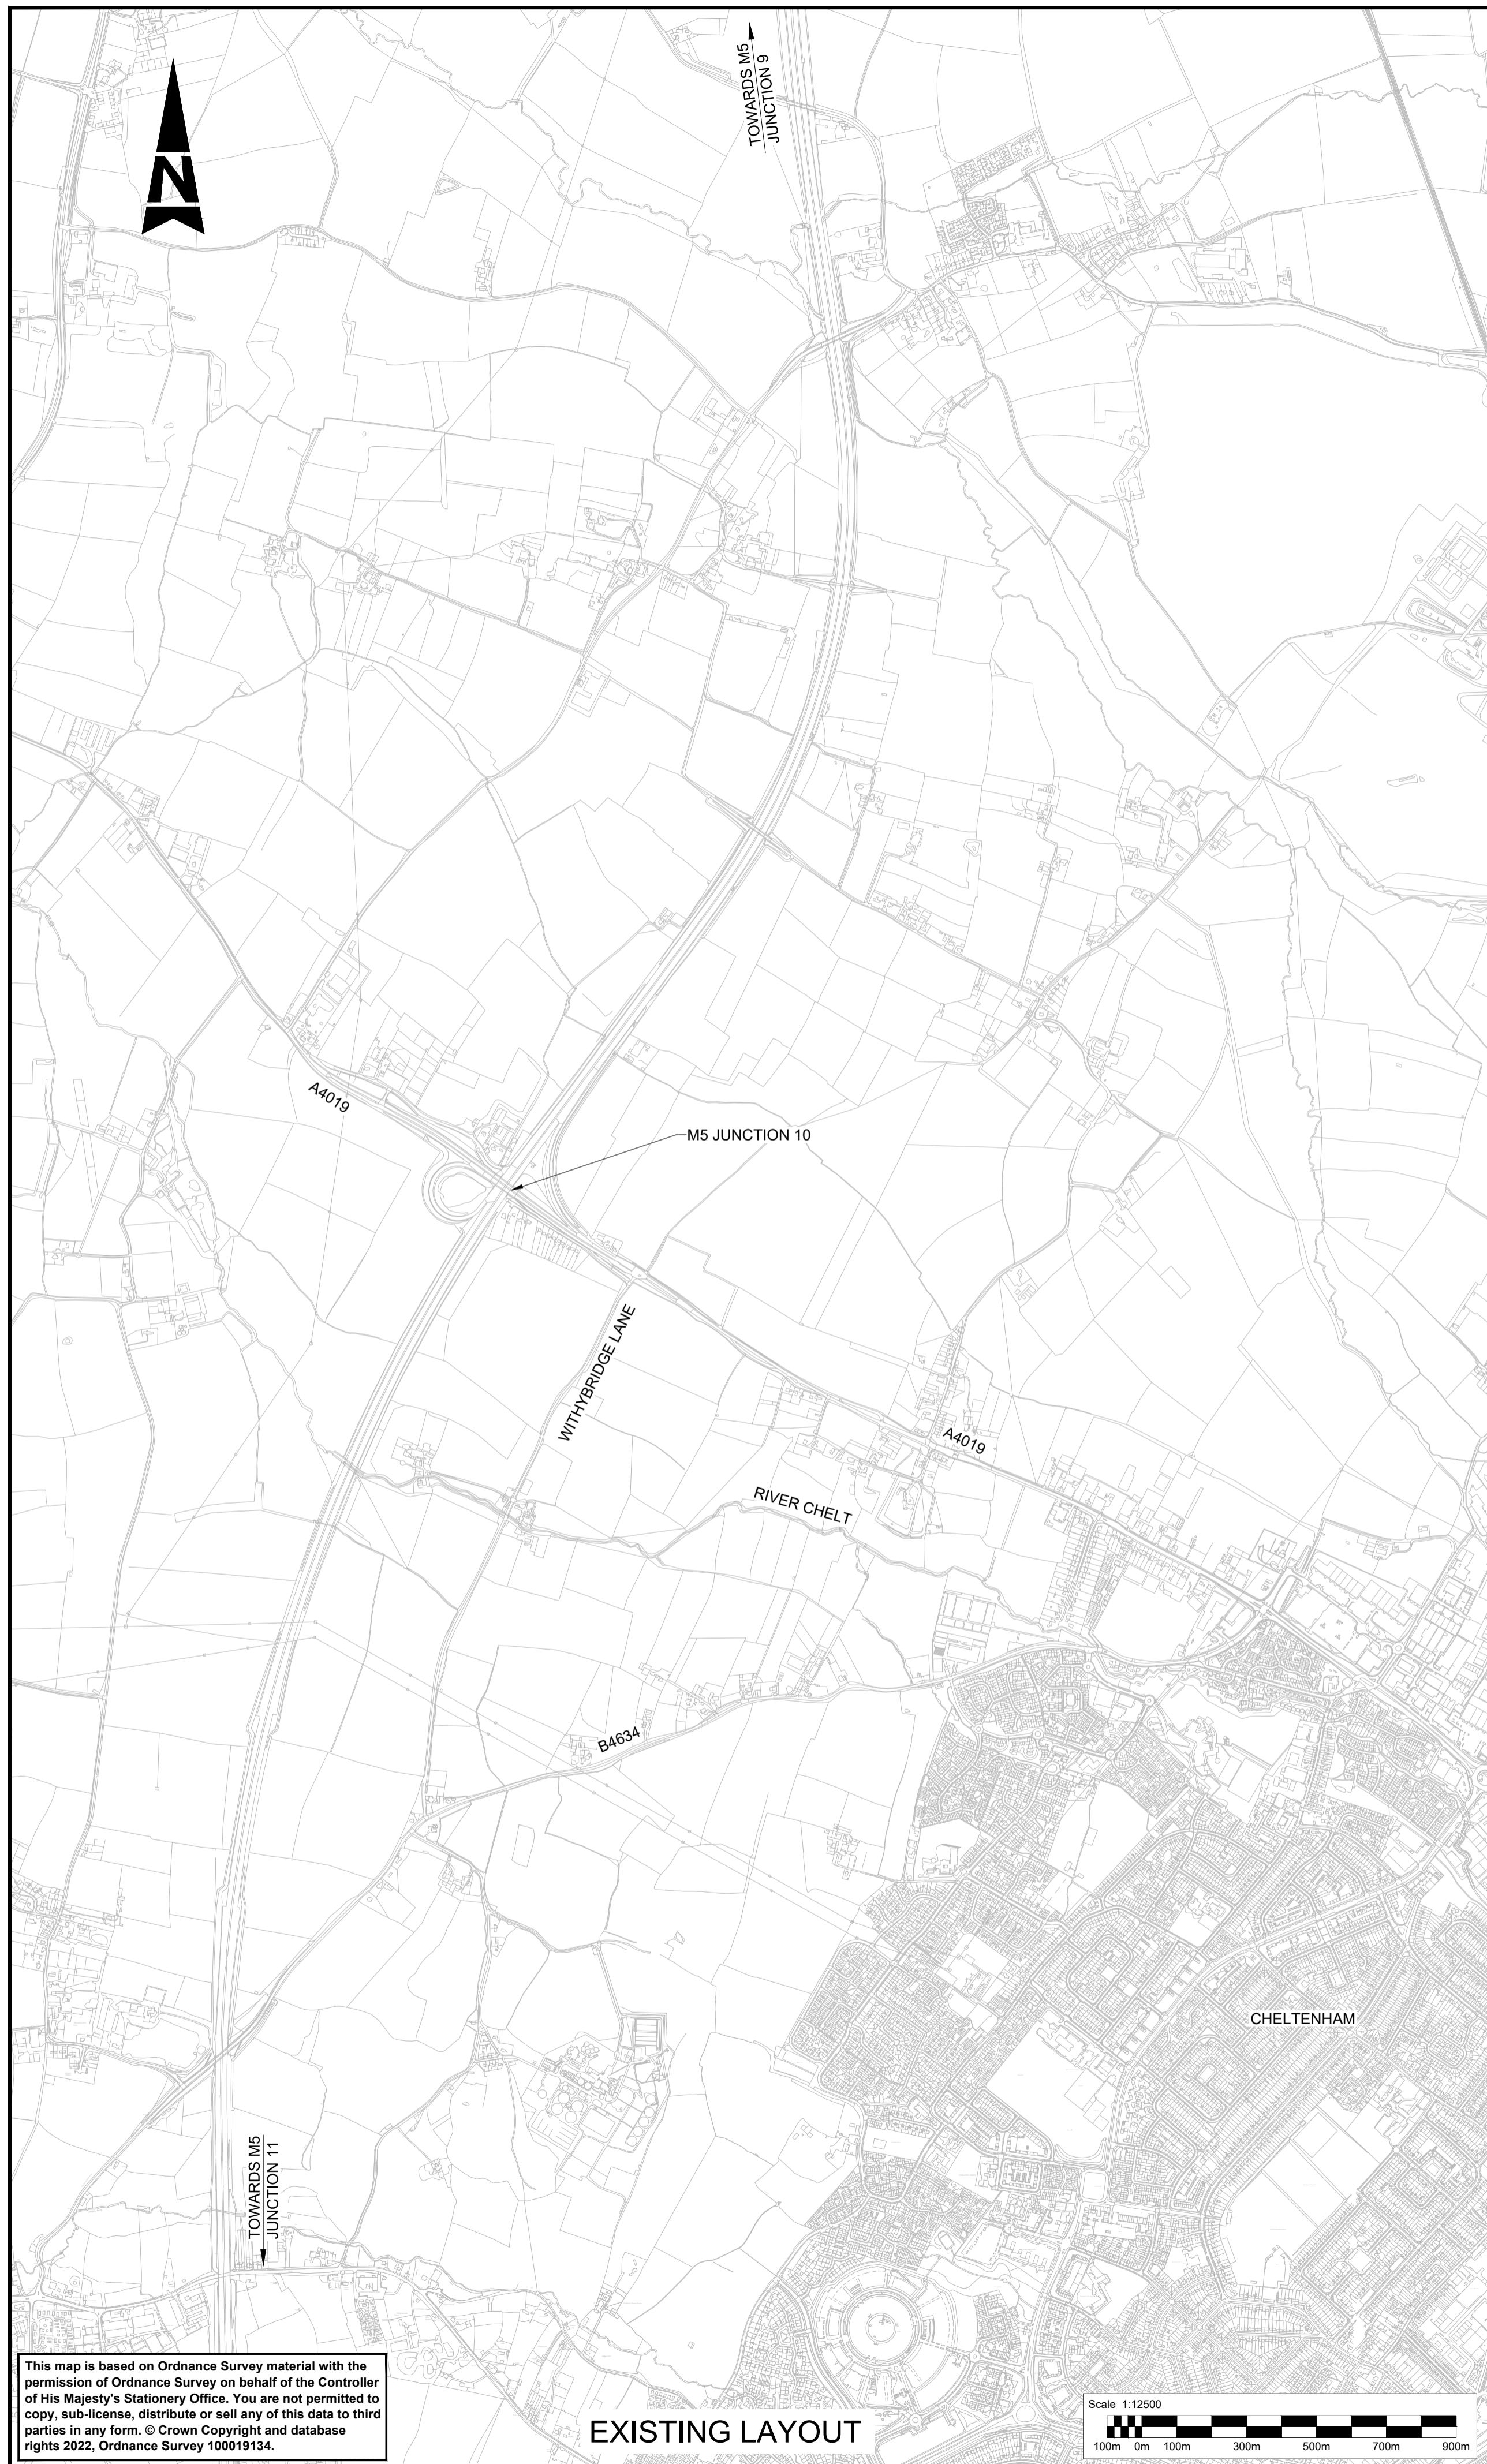 TOWARDS M5
JUNCTION 9
N
A4019
M5 JUNCTION 10
WITHYBRIDGE LANE
A4019
RIVER CHELT
B4634
CHELTENHAM
TOWARDS M5
JUNCTION 11
This map is based on Ordnance Survey material with the
permission of Ordnance Survey on behalf of the Controller
of His Majesty's Stationery Office. You are not permitted to
copy, sub-license, distribute or sell any of this data to third
parties in any form. © Crown Copyright and database
rights 2022, Ordnance Survey 100019134.
EXISTING LAYOUT
Scale 1:12500
100m 0m 100m 300m 500m 700m 900m